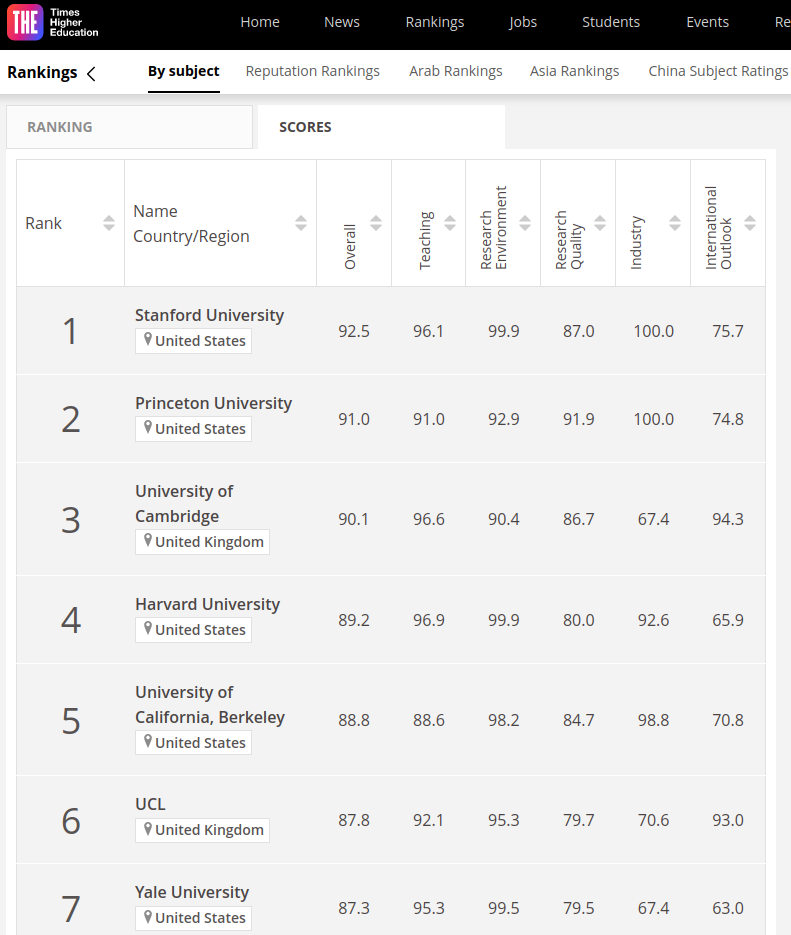 THE Times Higher Education
Home News Rankings Jobs Students Events Re
Rankings By subject Reputation Rankings Arab Rankings Asia Rankings China Subject Ratings
RANKING SCORES
Rank Name Country/Region Overall Teaching Research Environment Research Quality Industry International Outlook
1 Stanford University 92.5 96.1 99.9 87.0 100.0 75.7
United States
2 Princeton University 91.0 91.0 92.9 91.9 100.0 74.8
United States
3 University of Cambridge 90.1 96.6 90.4 86.7 67.4 94.3
United Kingdom
4 Harvard University 89.2 96.9 99.9 80.0 92.6 65.9
United States
5 University of California, Berkeley 88.8 88.6 98.2 84.7 98.8 70.8
United States
6 UCL 87.8 92.1 95.3 79.7 70.6 93.0
United Kingdom
7 Yale University 87.3 95.3 99.5 79.5 67.4 63.0
United States